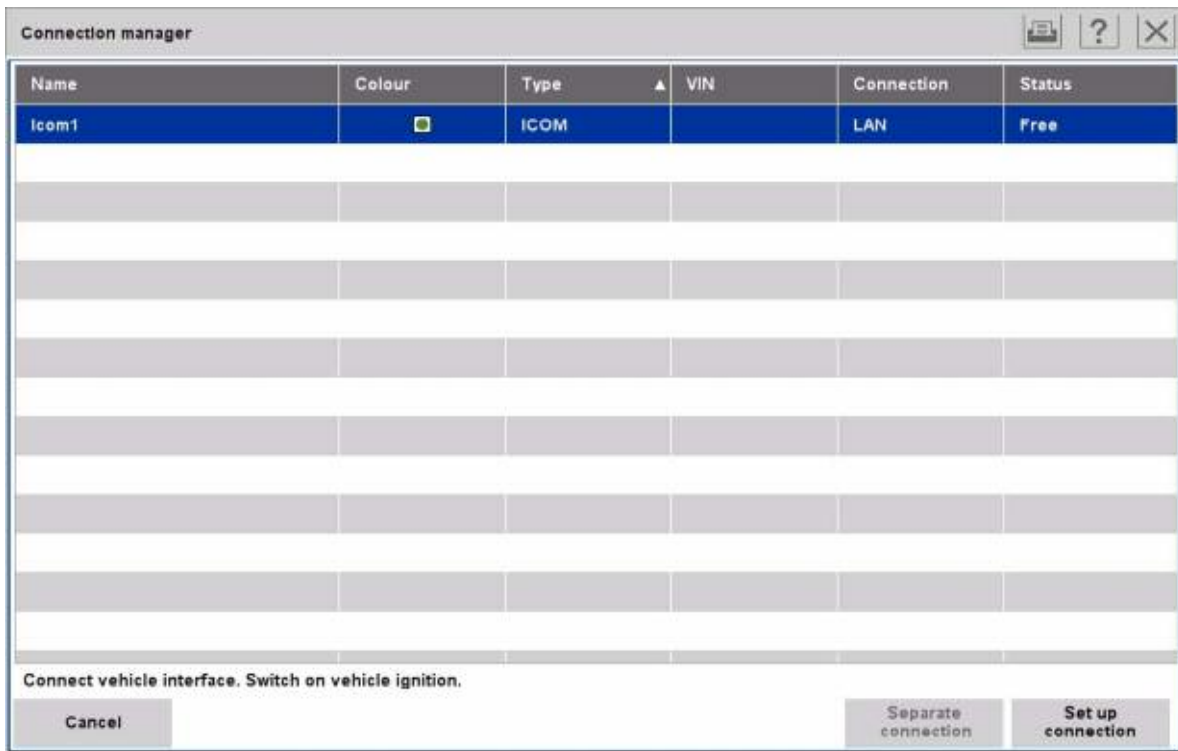 Connection manager
?
Name Colour Type ▲ VIN Connection Status
Icom1 ICOM LAN Free
Connect vehicle interface. Switch on vehicle ignition.
Cancel
Separate
connection
Set up
connection